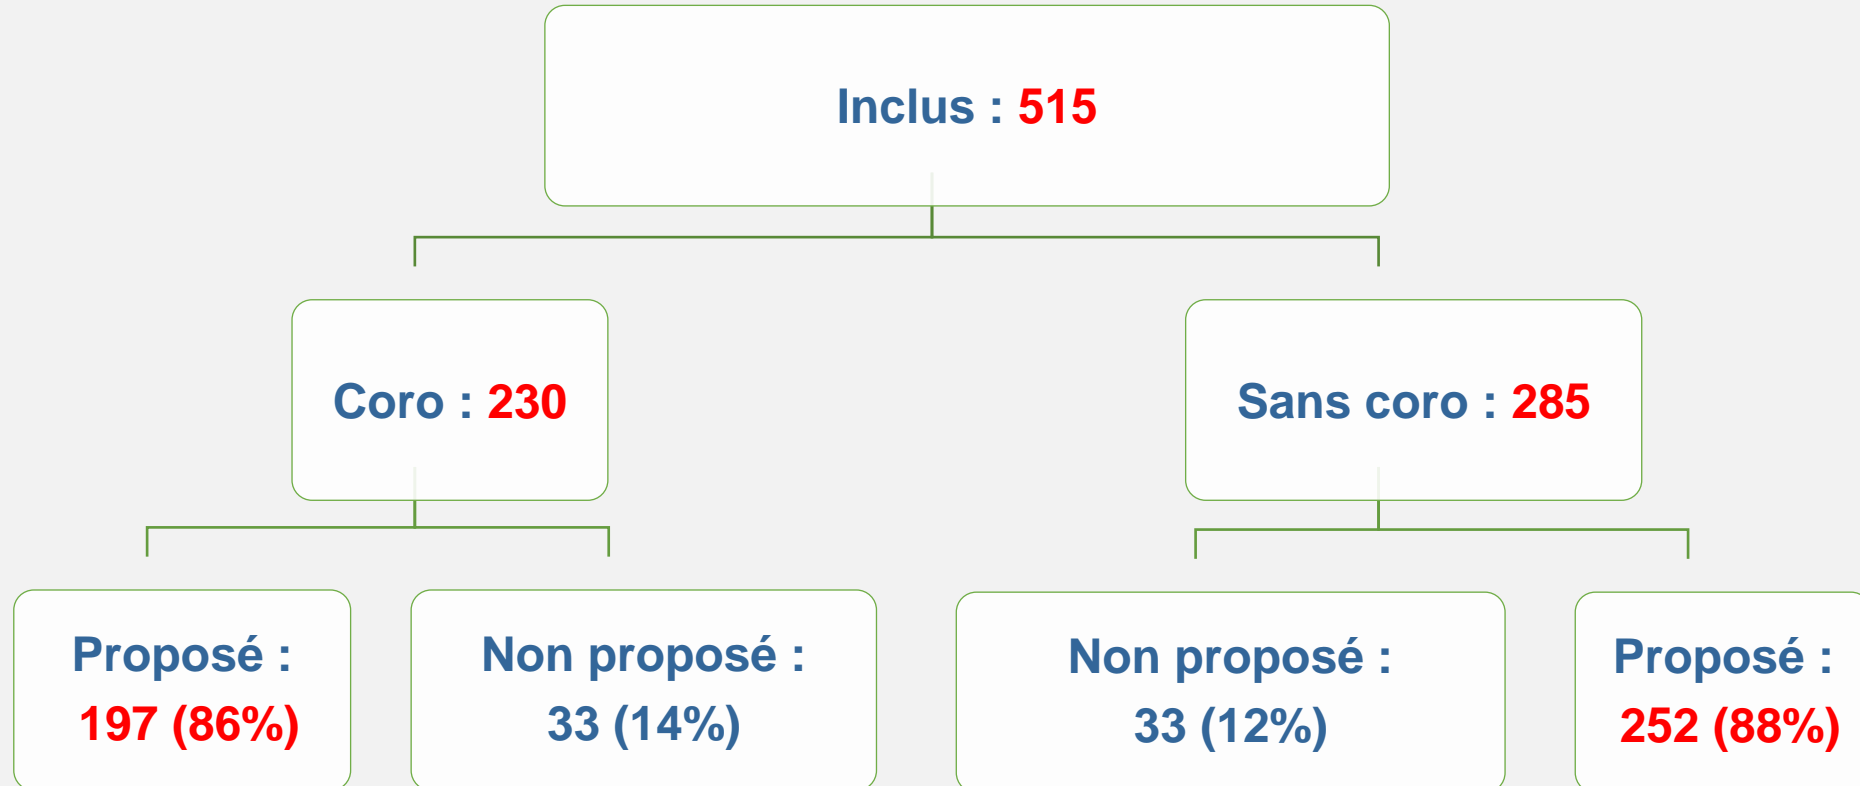 Inclus : 515
Coro : 230
Sans coro : 285
Proposé :
197 (86%)
Non proposé :
33 (14%)
Non proposé :
33 (12%)
Proposé :
252 (88%)